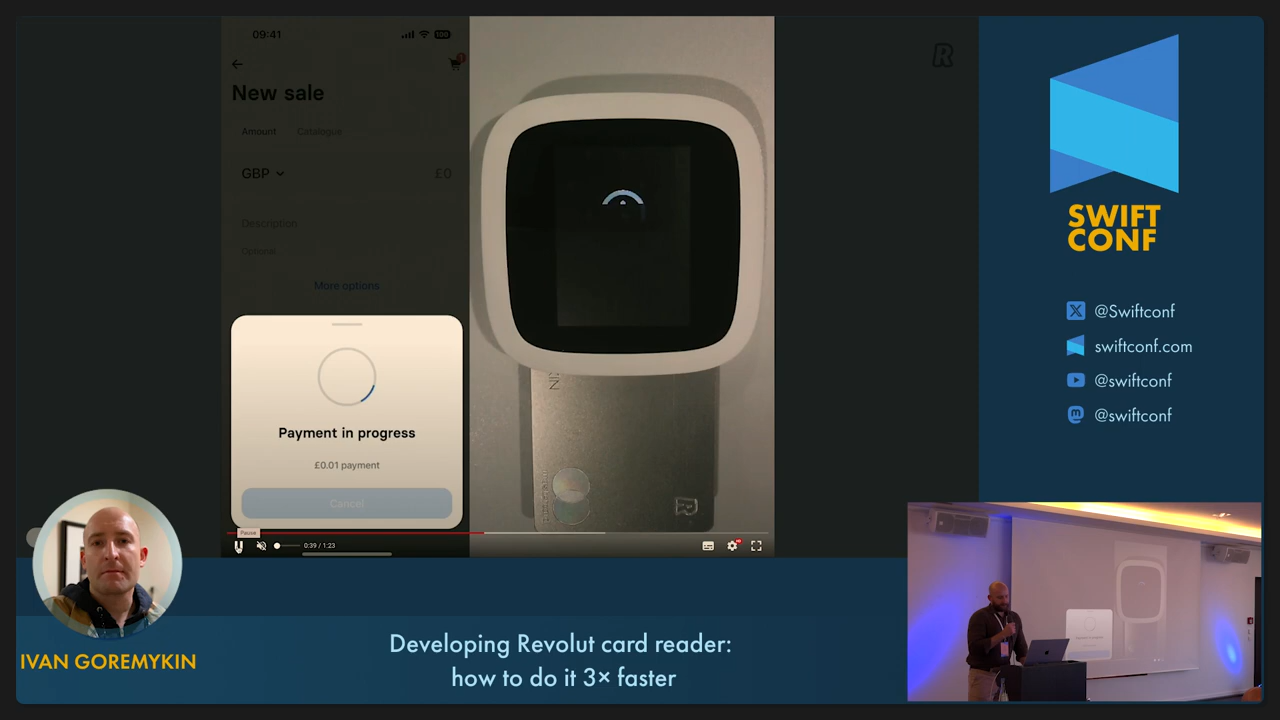 09:41
100
New sale
Amount
Catalogue
GBP
£0
Description
Optional
More options
Payment in progress
£0.01 payment
Cancel
Pause
0:39 / 1:23
R
R
SWIFT
CONF
@Swiftconf
swiftconf.com
@swiftconf
@swiftconf
IVAN GOREMYKIN
Developing Revolut card reader:
how to do it 3× faster